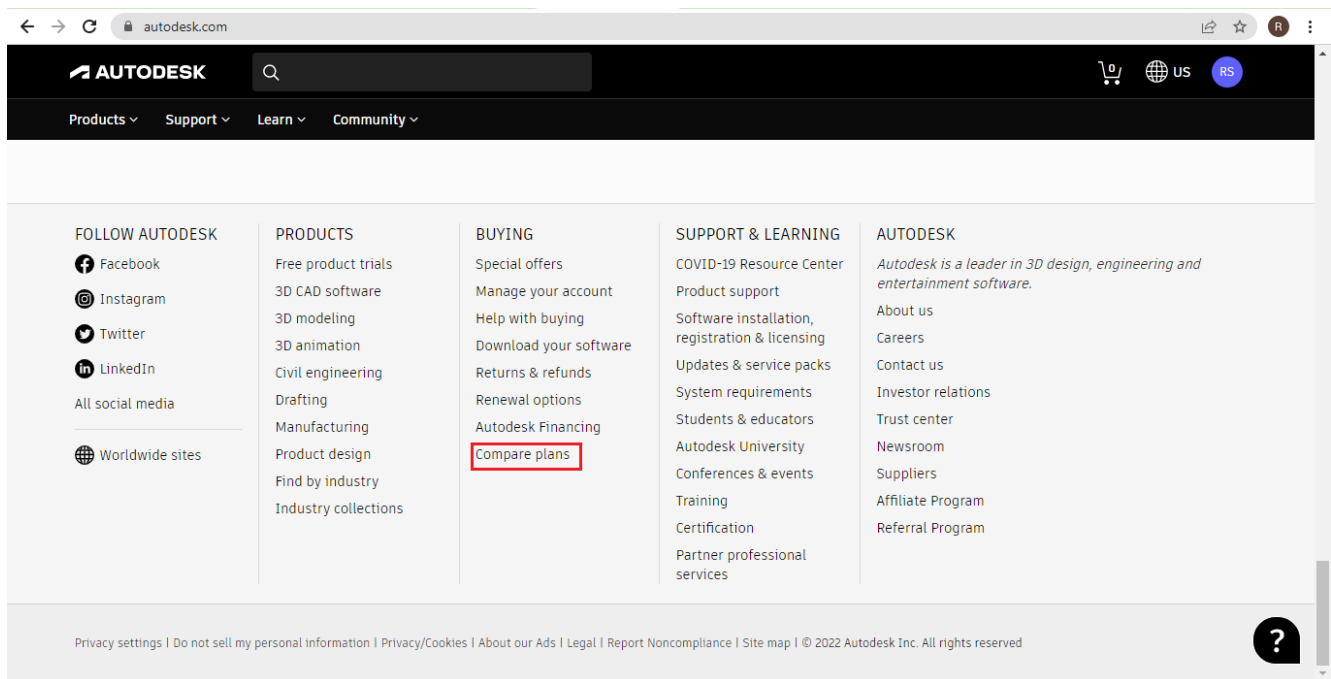 autodesk.com
R
AUTODESK
0
US
RS
Products
Support
Learn
Community
FOLLOW AUTODESK
Facebook
Instagram
Twitter
LinkedIn
All social media
Worldwide sites
PRODUCTS
Free product trials
3D CAD software
3D modeling
3D animation
Civil engineering
Drafting
Manufacturing
Product design
Find by industry
Industry collections
BUYING
Special offers
Manage your account
Help with buying
Download your software
Returns & refunds
Renewal options
Autodesk Financing
Compare plans
SUPPORT & LEARNING
COVID-19 Resource Center
Product support
Software installation,
registration & licensing
Updates & service packs
System requirements
Students & educators
Autodesk University
Conferences & events
Training
Certification
Partner professional
services
AUTODESK
Autodesk is a leader in 3D design, engineering and
entertainment software.
About us
Careers
Contact us
Investor relations
Trust center
Newsroom
Suppliers
Affiliate Program
Referral Program
Privacy settings | Do not sell my personal information | Privacy/Cookies | About our Ads | Legal | Report Noncompliance | Site map | © 2022 Autodesk Inc. All rights reserved
?